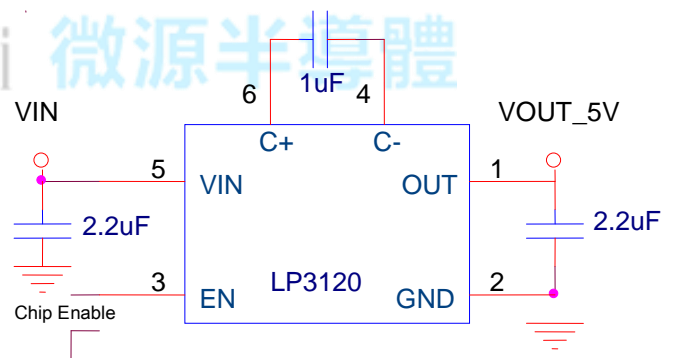 i 微源半導體
1uF
6
4
VIN
VOUT_5V
C+
C-
5
1
VIN
OUT
2.2uF
2.2uF
3
LP3120
2
EN
GND
Chip Enable